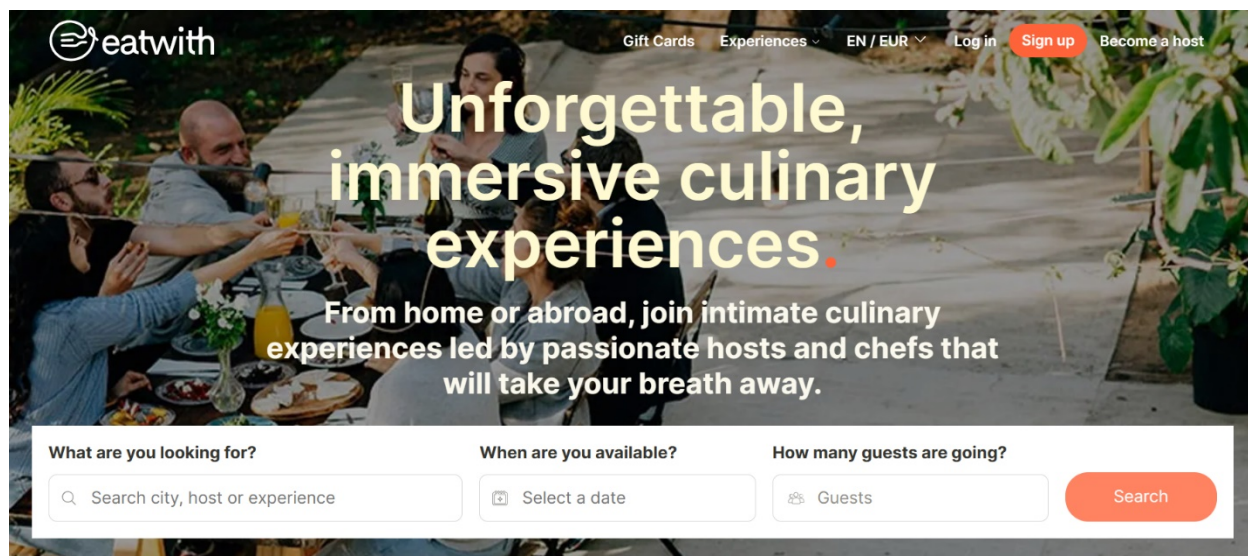 eatwith
Gift Cards Experiences EN / EUR Log in Sign up Become a host
Unforgettable,
immersive culinary
experiences.
From home or abroad, join intimate culinary
experiences led by passionate hosts and chefs that
will take your breath away.
What are you looking for? When are you available? How many guests are going?
Search city, host or experience Select a date Guests Search